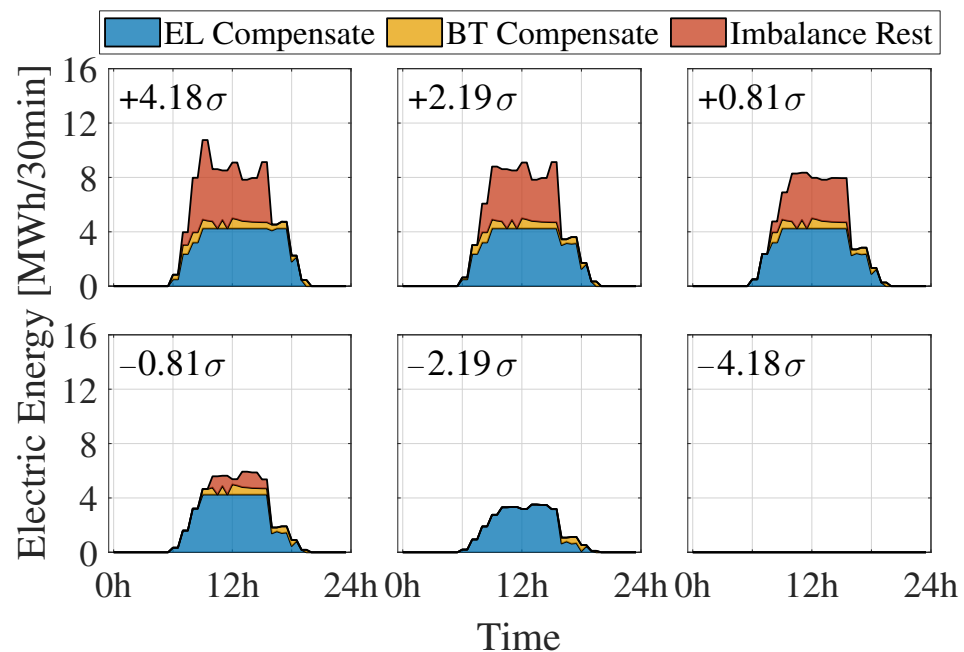 EL Compensate BT Compensate Imbalance Rest
Electric Energy [MWh/30min]
16
12
8
4
0
+4.18σ
+2.19σ
+0.81σ
16
12
8
4
0
−0.81σ
−2.19σ
−4.18σ
0h 12h 24h 0h 12h 24h 0h 12h 24h
Time